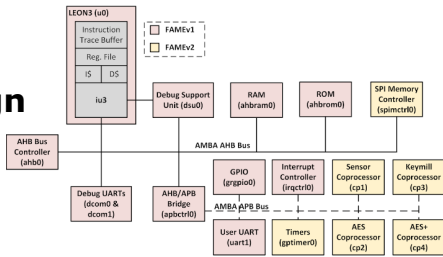 LEON3 (u0)
Instruction
Trace Buffer
Reg. File
I$ D$
iu3
FAMEv1
FAMEv2
gn
Debug Support
Unit (dsu0)
RAM
(ahbram0)
ROM
(ahbrom0)
SPI Memory
Controller
(spimctrl0)
AHB Bus
Controller
(ahb0)
AMBA AHB Bus
Debug UARTs
(dcom0 &
dcom1)
AHB/APB
Bridge
(apbctrl0)
GPIO
(grgpio0)
Interrupt
Controller
(irqctrl0)
Sensor
Coprocessor
(cp1)
Keymill
Coprocessor
(cp3)
AMBA APB Bus
User UART
(uart1)
Timers
(gptimer0)
AES
Coprocessor
(cp2)
AES+
Coprocessor
(cp4)